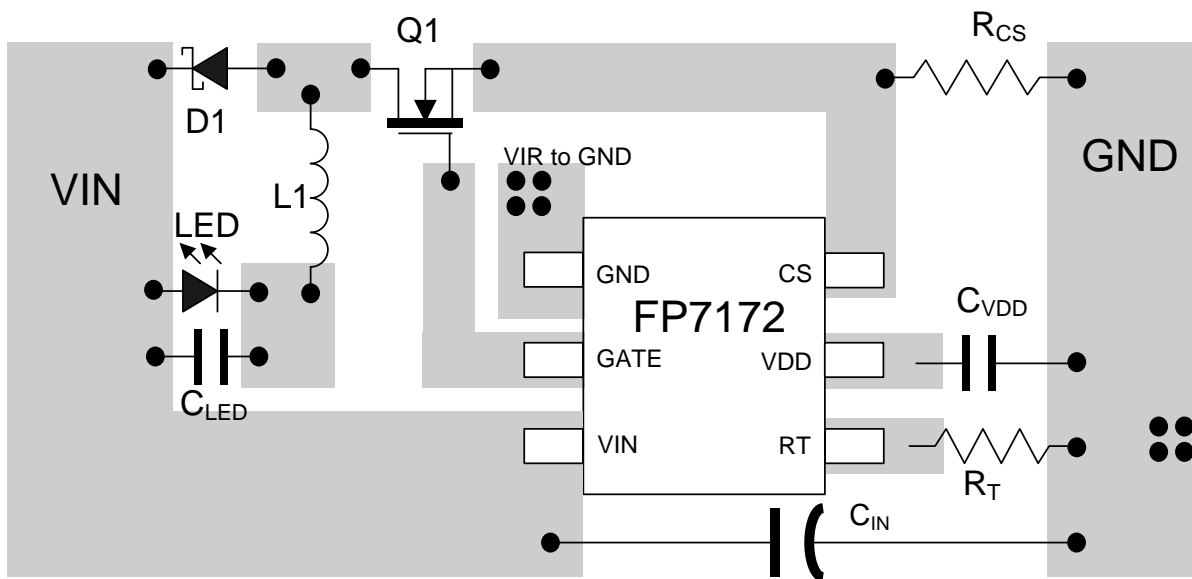 Q1
RCS
D1
VIR to GND
GND
VIN
L1
LED
GND
CS
FP7172
CVDD
GATE
VDD
CLED
VIN
RT
RT
CIN